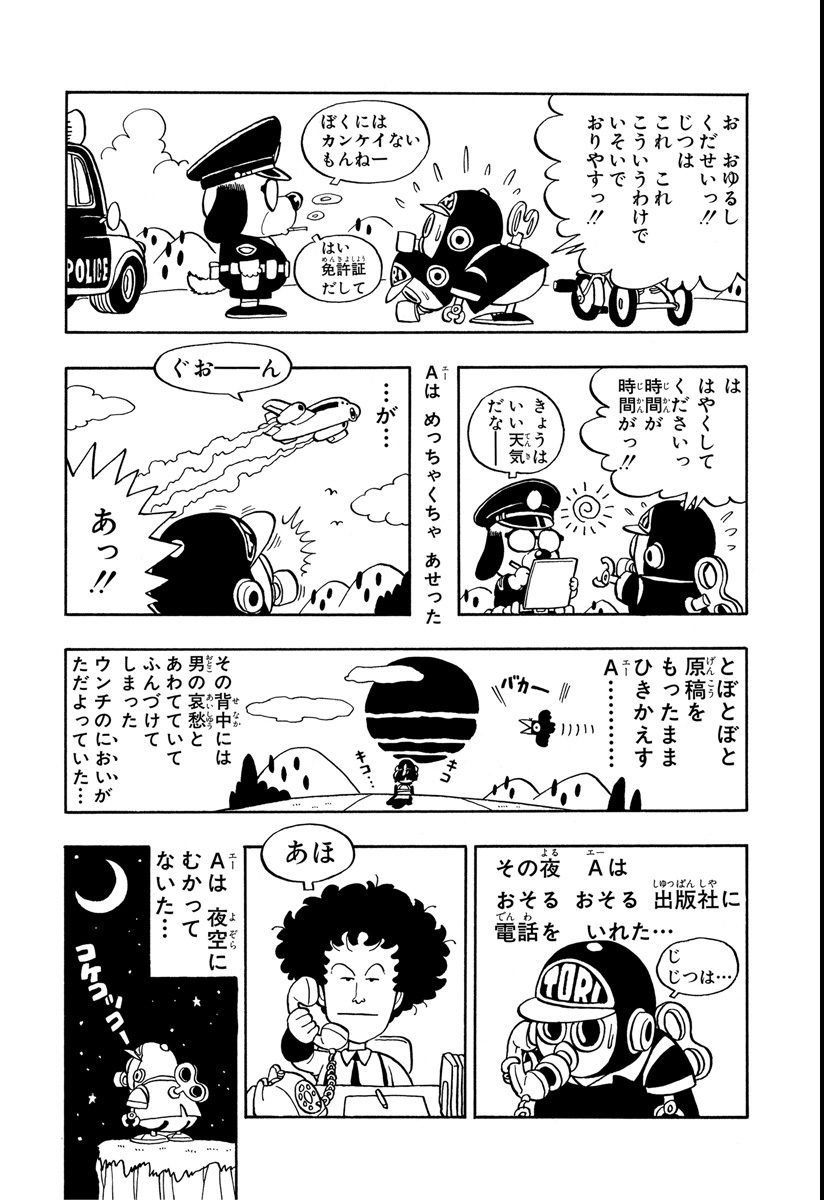 お おゆるし
くだせいっ!!
じつは
これ これ
こういうわけで
いそいで
おりやすっ!!
ぼくには
カンケイない
もんねー
はい
免許証
だして
POLICE
は
はやくして
くださいっ
時間が
時間がっ!!
きょうは
いい天気
だな――
Aは めっちゃくちゃ あせった
…が…
ぐおーーん
あっ!!
とぼとぼと
原稿を
もったまま
ひきかえす
A…………
バカー
キコ
キコ…
その背中には
男の哀愁と
あわてていて
ふんづけて
しまった
ウンチのにおいが
ただよっていた…
その夜 Aは
おそる おそる 出版社に
電話を いれた…
じ
じつは…
TORI
あほ
Aは 夜空に
むかって
ないた…
コケコッコー